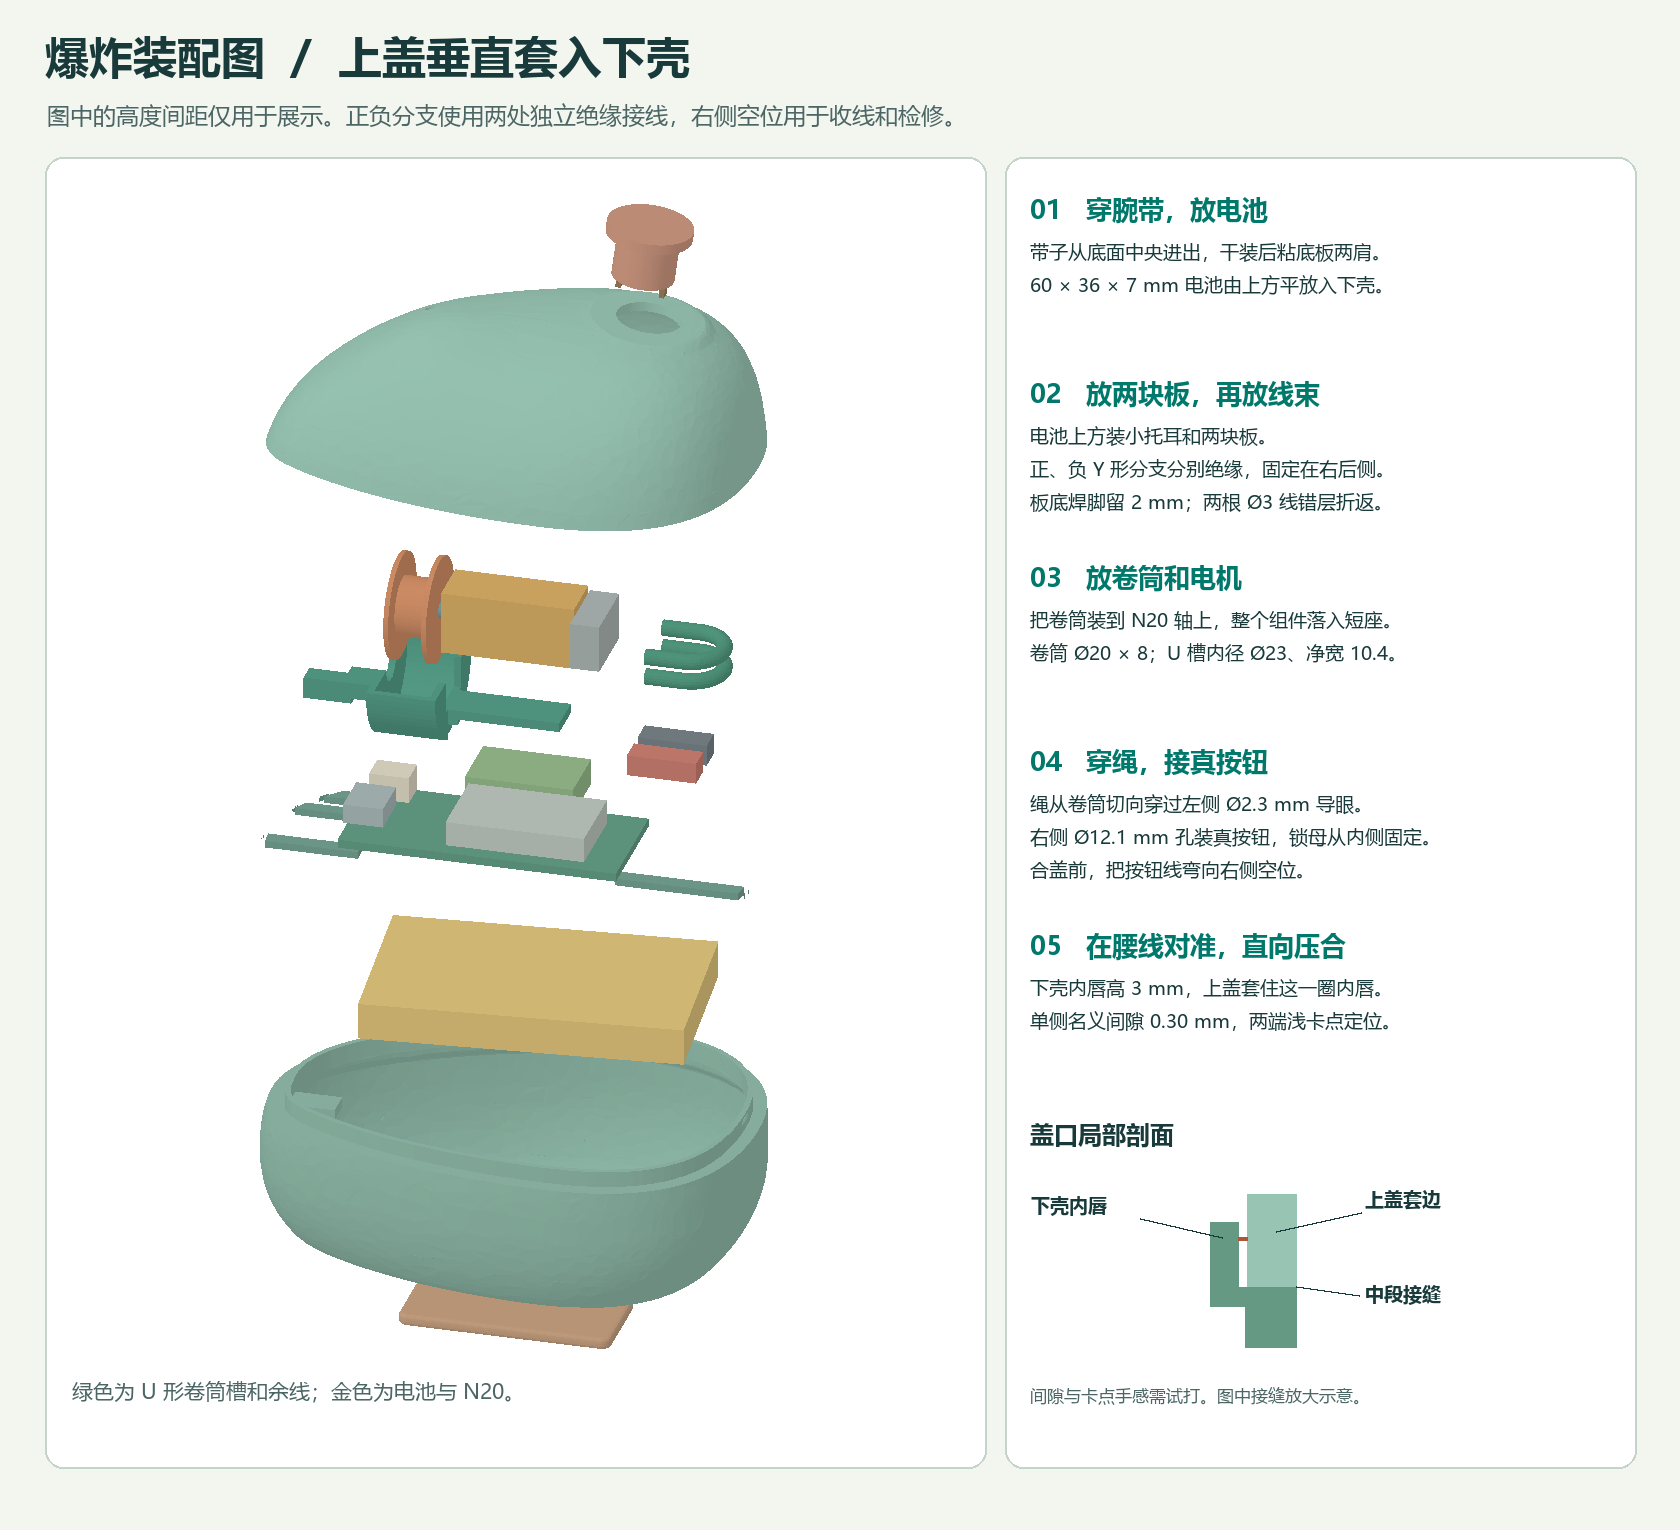 爆炸装配图 / 上盖垂直套入下壳
图中的高度间距仅用于展示。正负分支使用两处独立绝缘接线，右侧空位用于收线和检修。
绿色为 U 形卷筒槽和余线；金色为电池与 N20。
01 穿腕带，放电池
带子从底面中央进出，干装后粘底板两肩。
60 × 36 × 7 mm 电池由上方平放入下壳。
02 放两块板，再放线束
电池上方装小托耳和两块板。
正、负 Y 形分支分别绝缘，固定在右后侧。
板底焊脚留 2 mm；两根 Ø3 线错层折返。
03 放卷筒和电机
把卷筒装到 N20 轴上，整个组件落入短座。
卷筒 Ø20 × 8；U 槽内径 Ø23、净宽 10.4。
04 穿绳，接真按钮
绳从卷筒切向穿过左侧 Ø2.3 mm 导眼。
右侧 Ø12.1 mm 孔装真按钮，锁母从内侧固定。
合盖前，把按钮线弯向右侧空位。
05 在腰线对准，直向压合
下壳内唇高 3 mm，上盖套住这一圈内唇。
单侧名义间隙 0.30 mm，两端浅卡点定位。
盖口局部剖面
下壳内唇
上盖套边
中段接缝
间隙与卡点手感需试打。图中接缝放大示意。